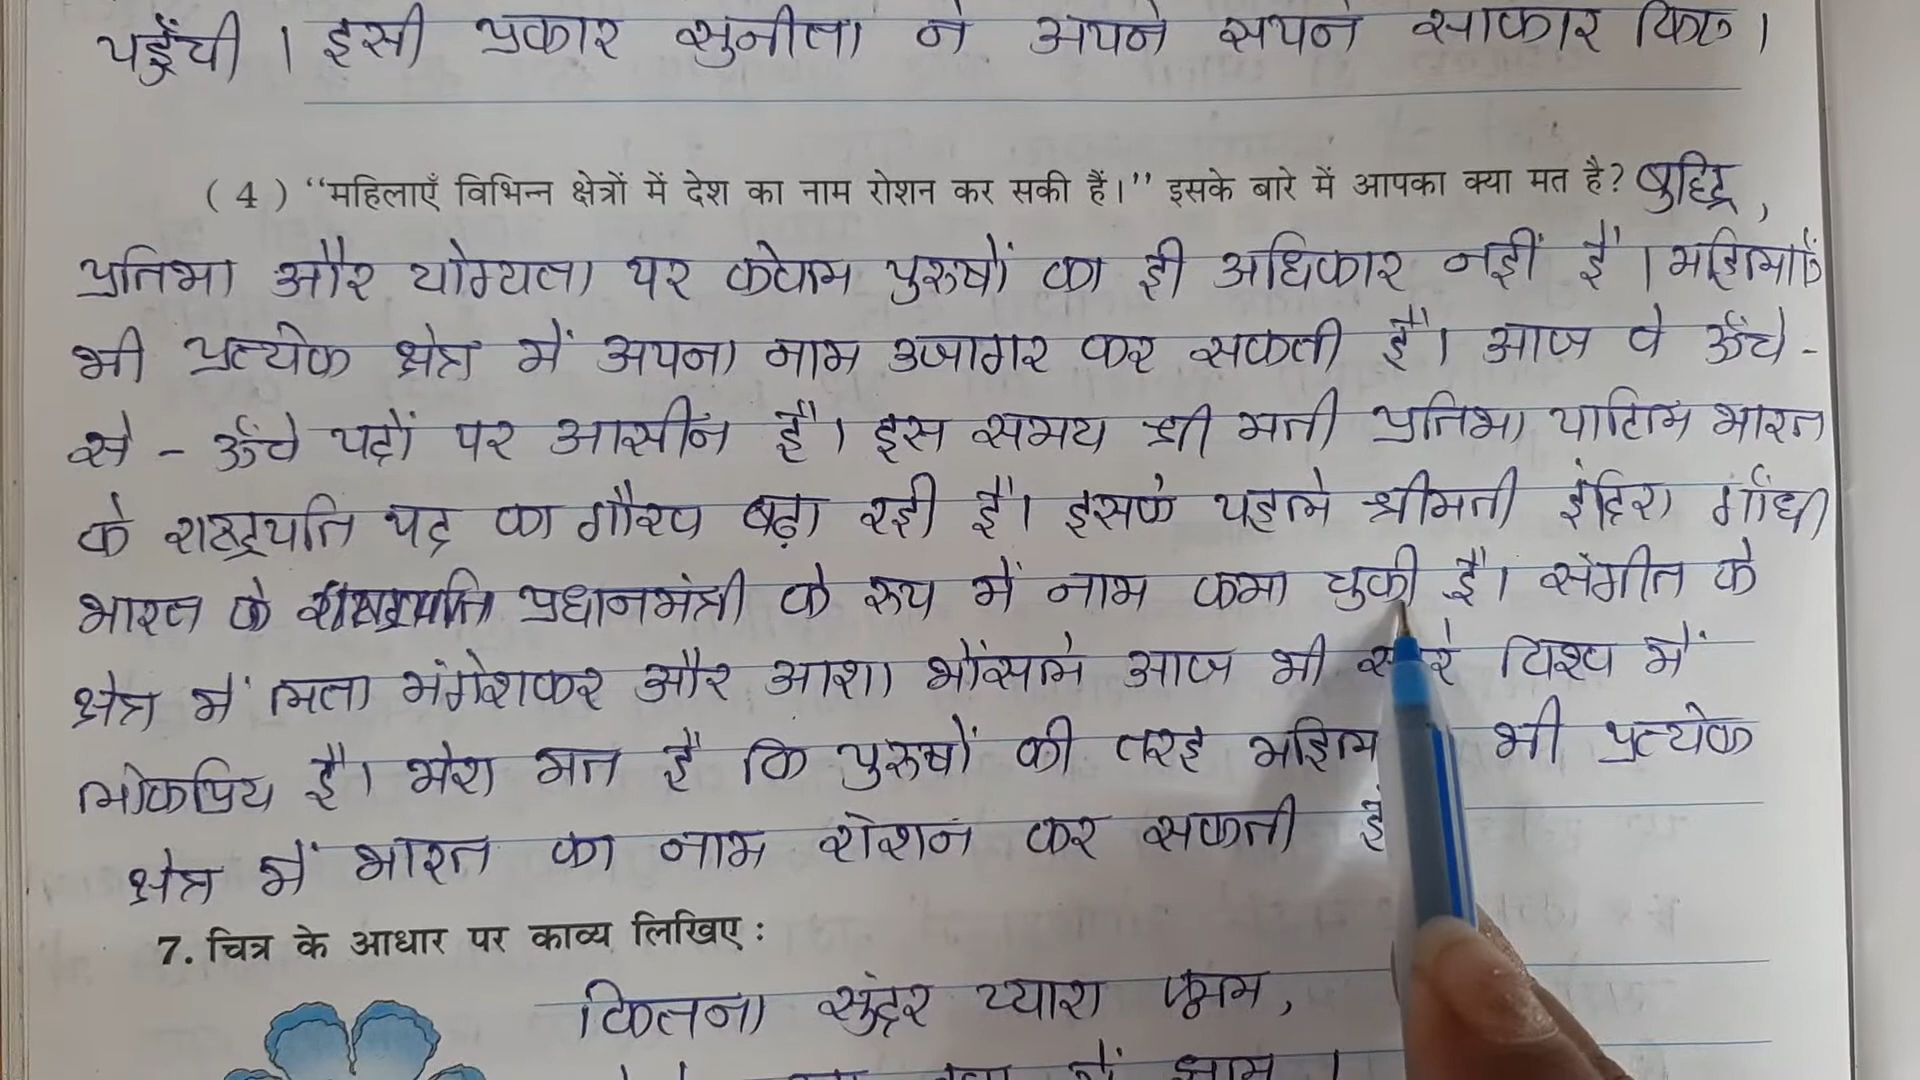 पहुँची । इसी प्रकार सुनीता ने अपने सपने साकार किए ।
(4) “महिलाएँ विभिन्न क्षेत्रों में देश का नाम रोशन कर सकी हैं।” इसके बारे में आपका क्या मत है? बुद्धि,
प्रतिभा और योग्यता पर केवल पुरुषों का ही अधिकार नहीं है । महिलाएँ
भी प्रत्येक क्षेत्र में अपना नाम उजागर कर सकती हैं। आज वे ऊँचे -
से - ऊँचे पदों पर आसीन हैं। इस समय श्री मती प्रतिभा पाटिल भारत
के राष्ट्रपति पद का गौरव बढ़ा रही हैं। इसके पहले श्रीमती इंदिरा गाँधी
भारत के प्रधानमंत्री के रूप में नाम कमा चुकी हैं। संगीत के
क्षेत्र में लता मंगेशकर और आशा भोंसले आज भी सारे विश्व में
लोकप्रिय हैं। मेरा मत है कि पुरुषों की तरह भी प्रत्येक
क्षेत्र में भारत का नाम रोशन कर सकती हैं
7. चित्र के आधार पर काव्य लिखिए :
कितना सुंदर प्यारा कमल,